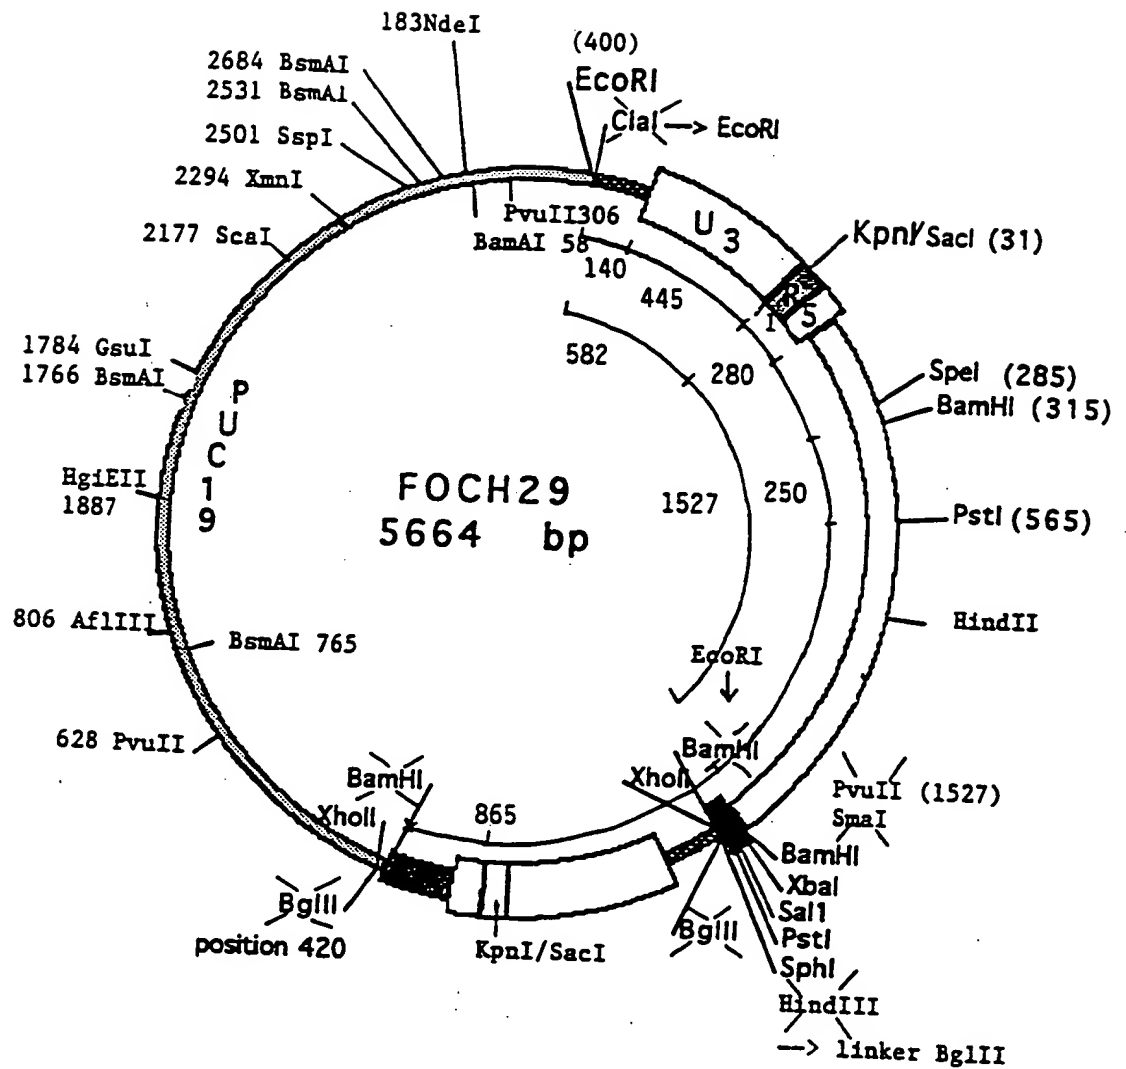 183NdeI
(400)
2684 BsmAI
EcoRI
2531 BsmAI
ClaI --> EcoRI
2501 SspI
2294 XmnI
PvuII306
U3
2177 ScaI
BamAI 58
KpnI/SacI (31)
140
445
R
1
5
582
280
1784 GsuI
1766 BsmAI
SpeI (285)
BamHI (315)
PUC19
HgiEII
1887
FOCH29
5664 bp
1527
250
PstI (565)
806 AflIII
BsmAI 765
HindII
EcoRI
628 PvuII
BamHI
BamHI
XhoII
PvuII (1527)
SmaI
XhoII
865
BamHI
XbaI
Sal1
PstI
SphI
BglII
position 420
KpnI/SacI
BglII
HindIII
--> linker BglII